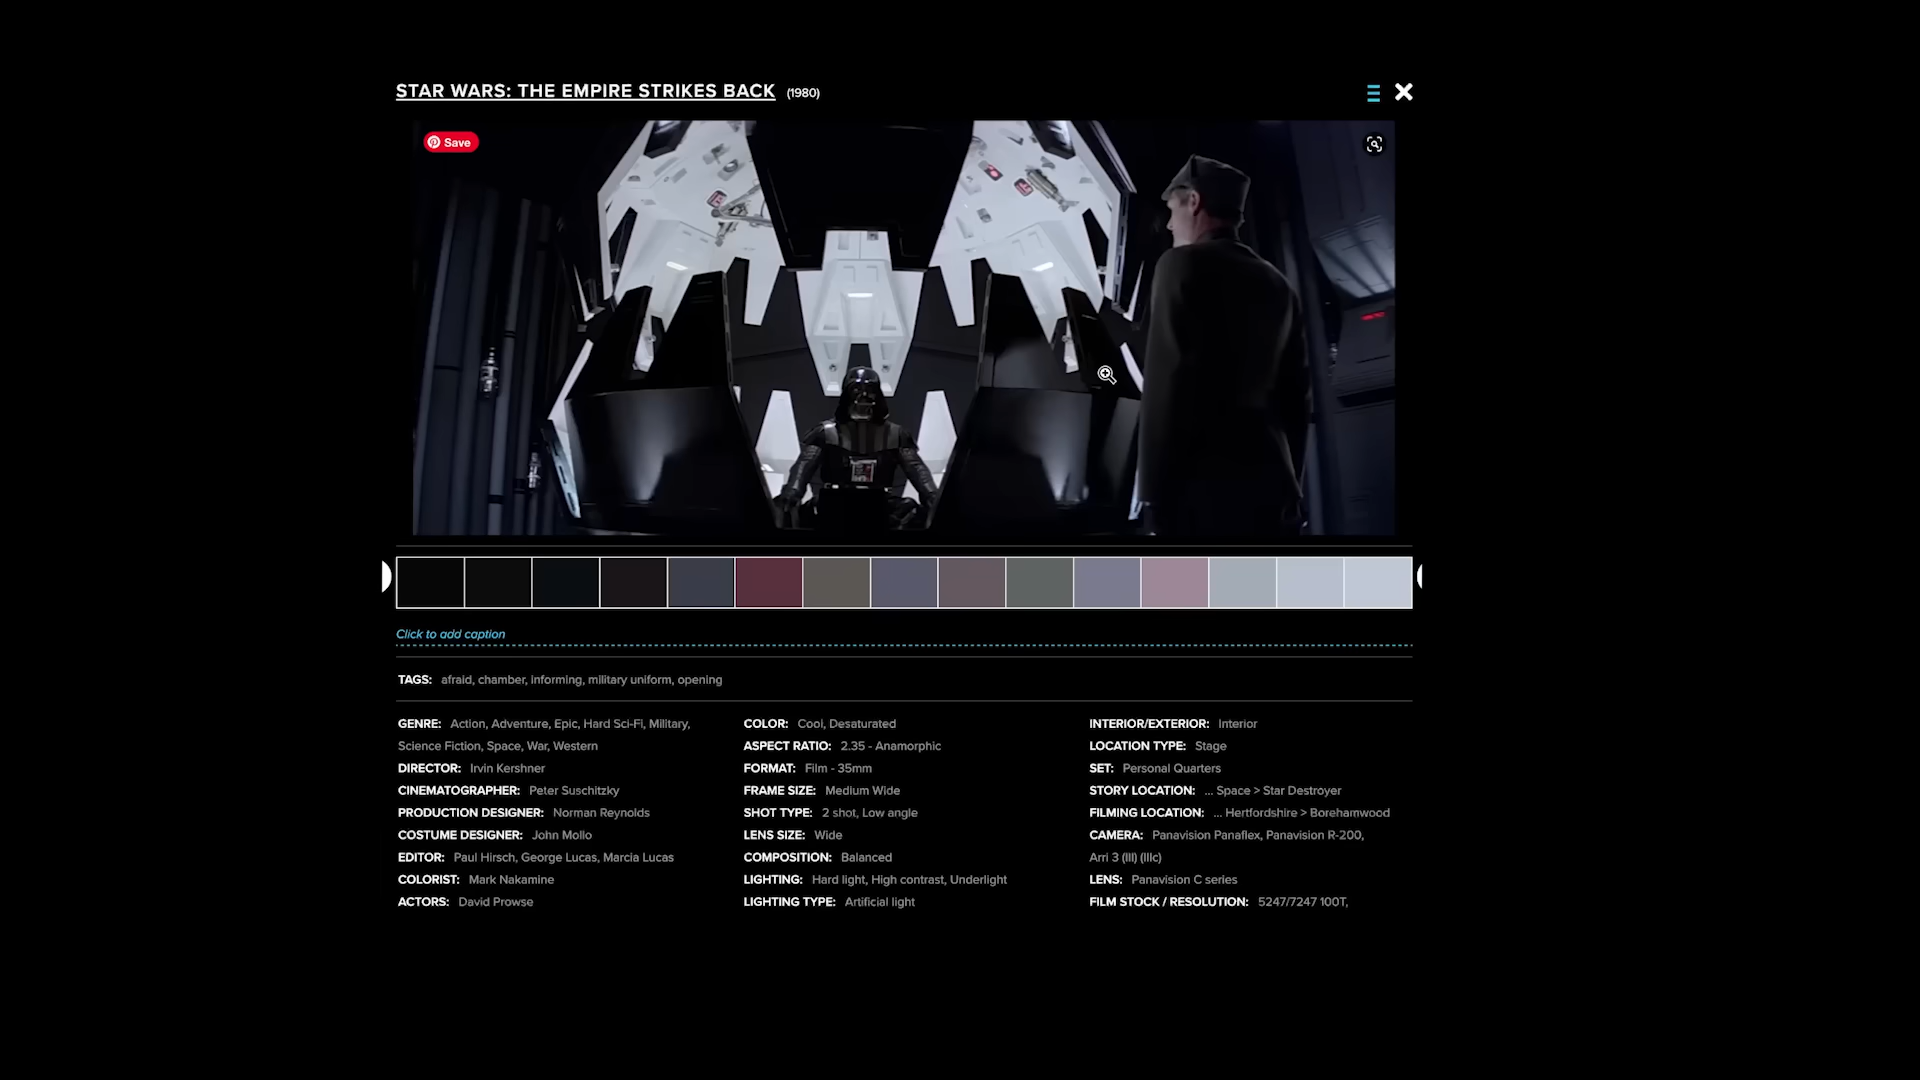 STAR WARS: THE EMPIRE STRIKES BACK (1980)
Save
Click to add caption
TAGS: afraid, chamber, informing, military uniform, opening
GENRE: Action, Adventure, Epic, Hard Sci-Fi, Military,
Science Fiction, Space, War, Western
DIRECTOR: Irvin Kershner
CINEMATOGRAPHER: Peter Suschitzky
PRODUCTION DESIGNER: Norman Reynolds
COSTUME DESIGNER: John Mollo
EDITOR: Paul Hirsch, George Lucas, Marcia Lucas
COLORIST: Mark Nakamine
ACTORS: David Prowse
COLOR: Cool, Desaturated
ASPECT RATIO: 2.35 - Anamorphic
FORMAT: Film - 35mm
FRAME SIZE: Medium Wide
SHOT TYPE: 2 shot, Low angle
LENS SIZE: Wide
COMPOSITION: Balanced
LIGHTING: Hard light, High contrast, Underlight
LIGHTING TYPE: Artificial light
INTERIOR/EXTERIOR: Interior
LOCATION TYPE: Stage
SET: Personal Quarters
STORY LOCATION: ... Space > Star Destroyer
FILMING LOCATION: ... Hertfordshire > Borehamwood
CAMERA: Panavision Panaflex, Panavision R-200,
Arri 3 (III) (IIIc)
LENS: Panavision C series
FILM STOCK / RESOLUTION: 5247/7247 100T,